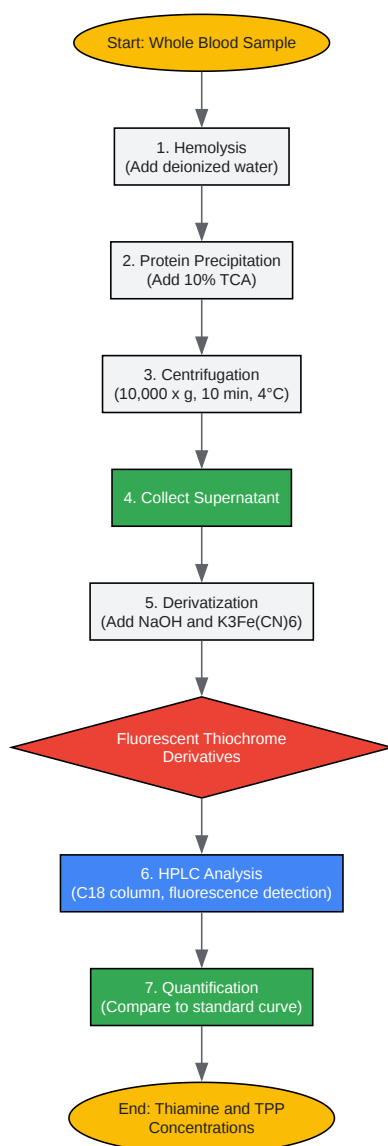 Start: Whole Blood Sample
1. Hemolysis
(Add deionized water)
2. Protein Precipitation
(Add 10% TCA)
3. Centrifugation
(10,000 x g, 10 min, 4°C)
4. Collect Supernatant
5. Derivatization
(Add NaOH and K3Fe(CN)6)
Fluorescent Thiochrome
Derivatives
6. HPLC Analysis
(C18 column, fluorescence detection)
7. Quantification
(Compare to standard curve)
End: Thiamine and TPP
Concentrations